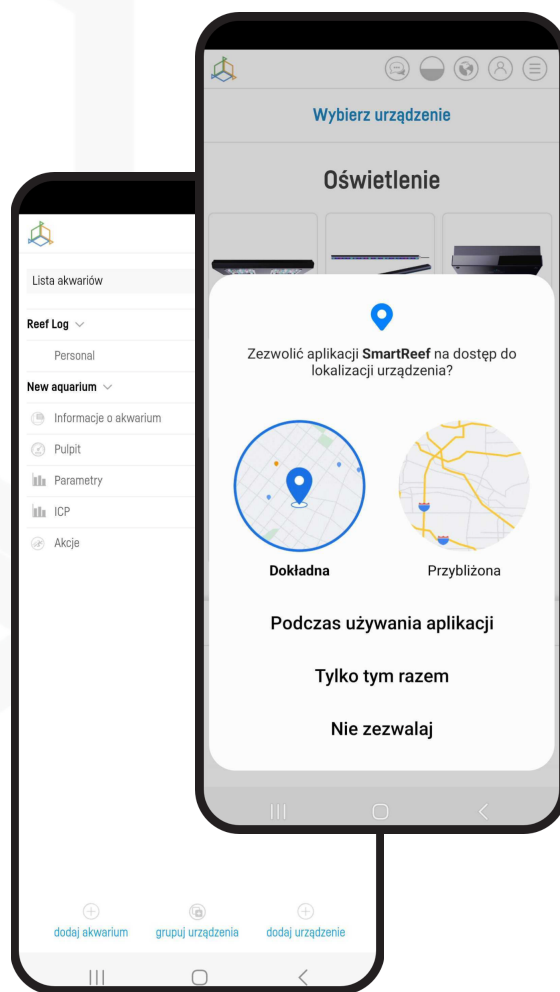 Lista akwariów
Reef Log
Personal
New aquarium
Informacje o akwarium
Pulpit
Parametry
ICP
Akcje
dodaj akwarium
grupuj urządzenia
dodaj urządzenie
Wybierz urządzenie
Oświetlenie
Zezwolić aplikacji SmartReef na dostęp do
lokalizacji urządzenia?
Dokładna
Przybliżona
Podczas używania aplikacji
Tylko tym razem
Nie zezwalaj